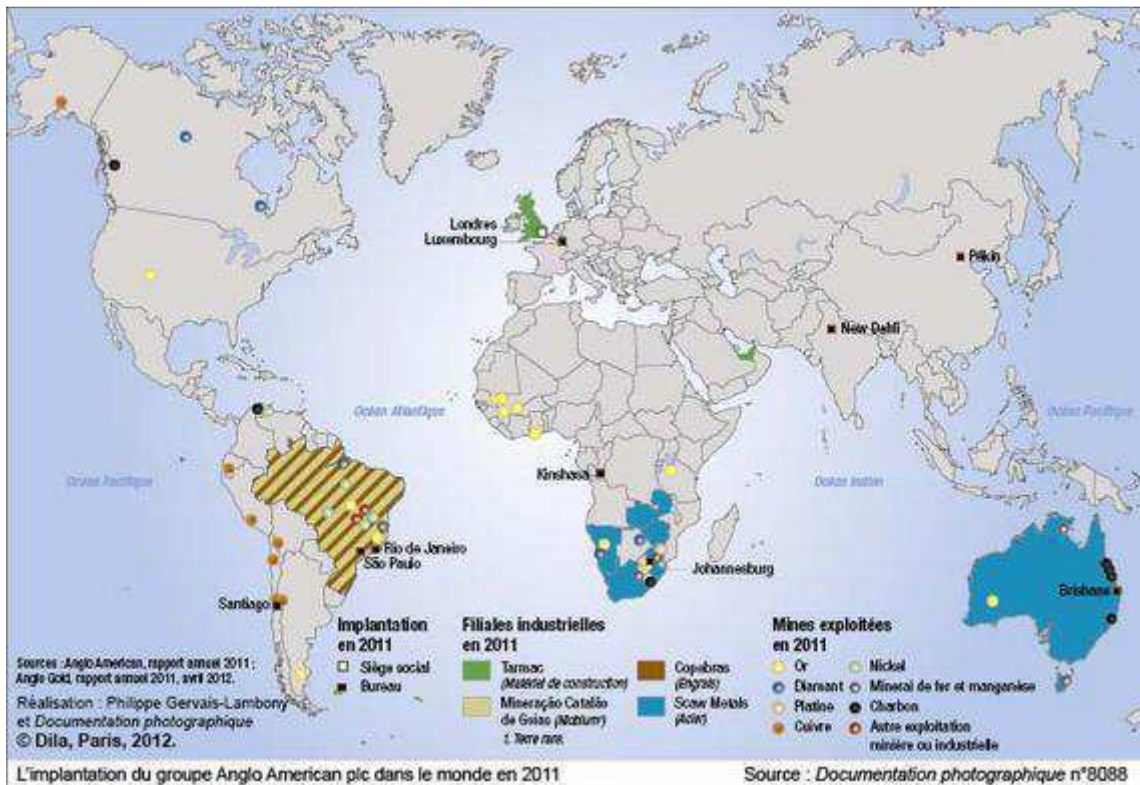 Londres
Luxembourg
Pékin
New Dehli
Océan Atlantique
Océan Pacifique
Océan Pacifique
Kinshasa
Océan Indien
Rio de Janeiro
São Paulo
Johannesburg
Brisbane
Santiago
Implantation
en 2011
Siège social
Bureau
Filiales industrielles
en 2011
Tarmac
(Matériel de construction)
Mineração Catalão
de Goias (Niobium¹)
1. Terre rare.
Copebras
(Engrais)
Scaw Metals
(Acier)
Mines exploitées
en 2011
Or
Diamant
Platine
Cuivre
Nickel
Minerai de fer et manganèse
Charbon
Autre exploitation
minière ou industrielle
Sources : Anglo American, rapport annuel 2011 ;
Anglo Gold, rapport annuel 2011, avril 2012.
Réalisation : Philippe Gervais-Lambony
et Documentation photographique
© Dila, Paris, 2012.
L'implantation du groupe Anglo American plc dans le monde en 2011
Source : Documentation photographique n°8088